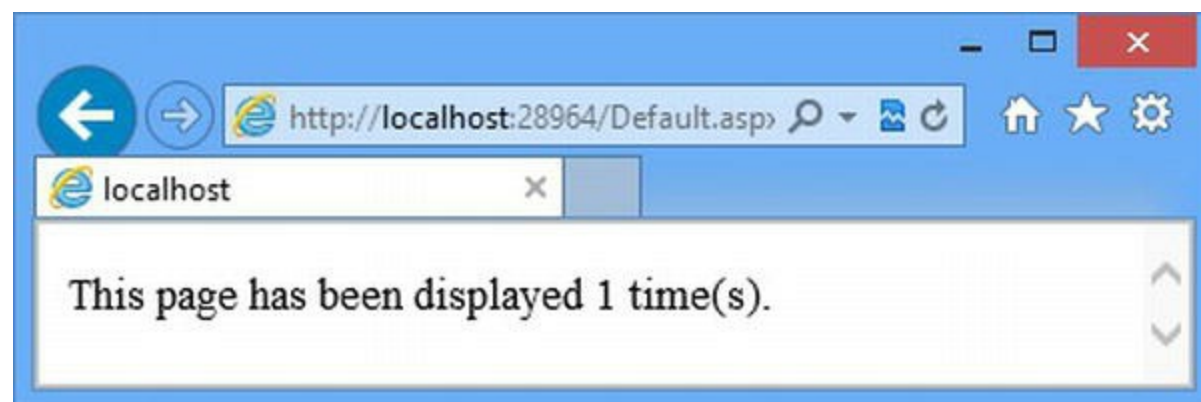 http://localhost:28964/Default.asp
localhost
This page has been displayed 1 time(s).